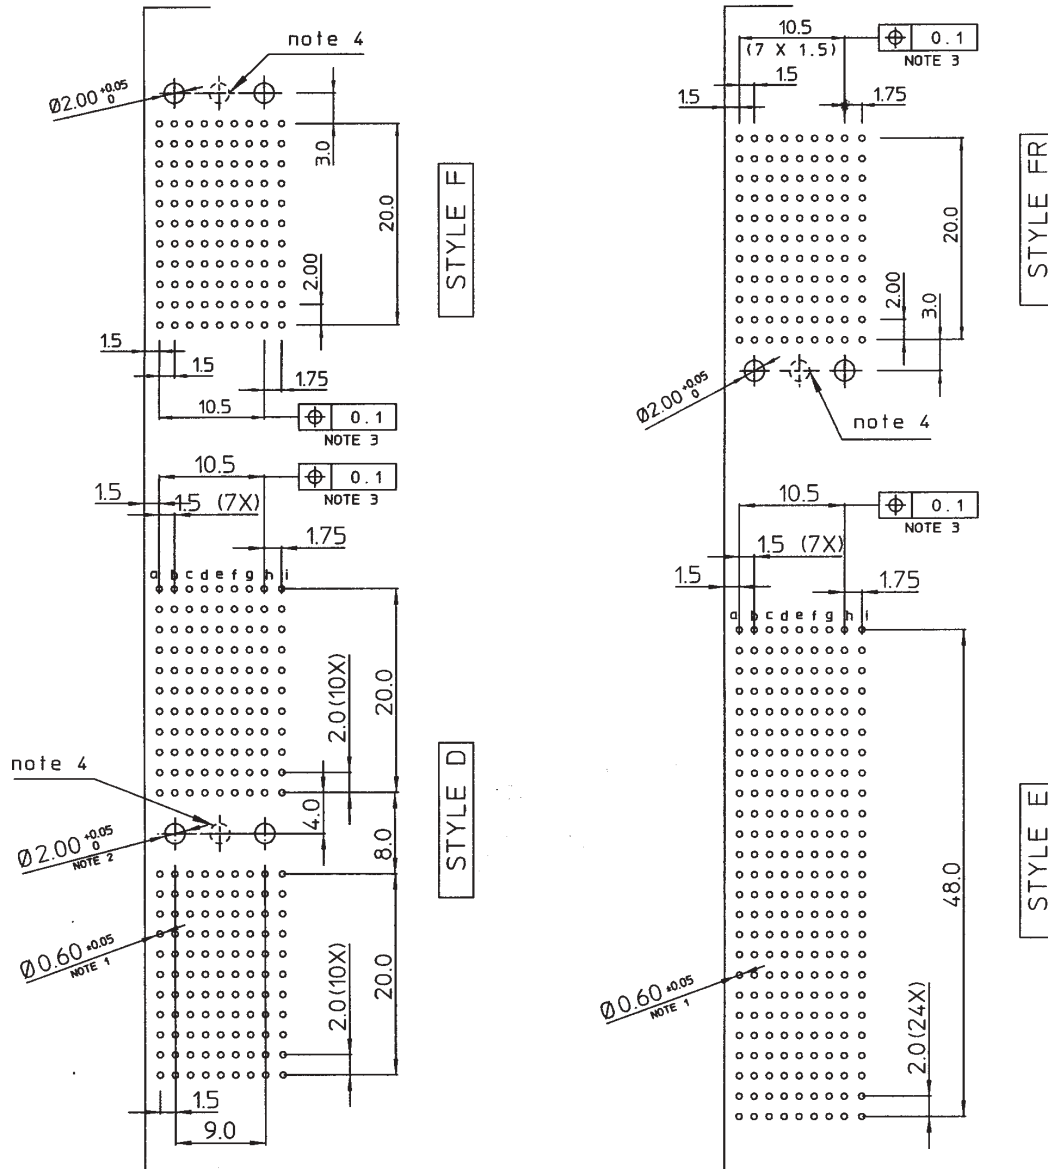 note 4
Ø2.00 +0.05 0
3.0
20.0
STYLE F
2.00
1.5
1.5
1.75
10.5
⌖ 0.1
NOTE 3
10.5
⌖ 0.1
NOTE 3
1.5
1.5 (7X)
1.75
a b c d e f g h i
2.0(10X)
20.0
note 4
4.0
8.0
STYLE D
Ø2.00 +0.05 0
NOTE 2
Ø0.60 ±0.05
NOTE 1
2.0(10X)
20.0
1.5
9.0
10.5
(7 X 1.5)
⌖ 0.1
NOTE 3
1.5
1.5
1.75
STYLE FR
20.0
2.00
3.0
Ø2.00 +0.05 0
note 4
10.5
⌖ 0.1
NOTE 3
1.5 (7X)
1.5
1.75
a b c d e f g h i
48.0
STYLE E
Ø0.60 ±0.05
NOTE 1
2.0(24X)